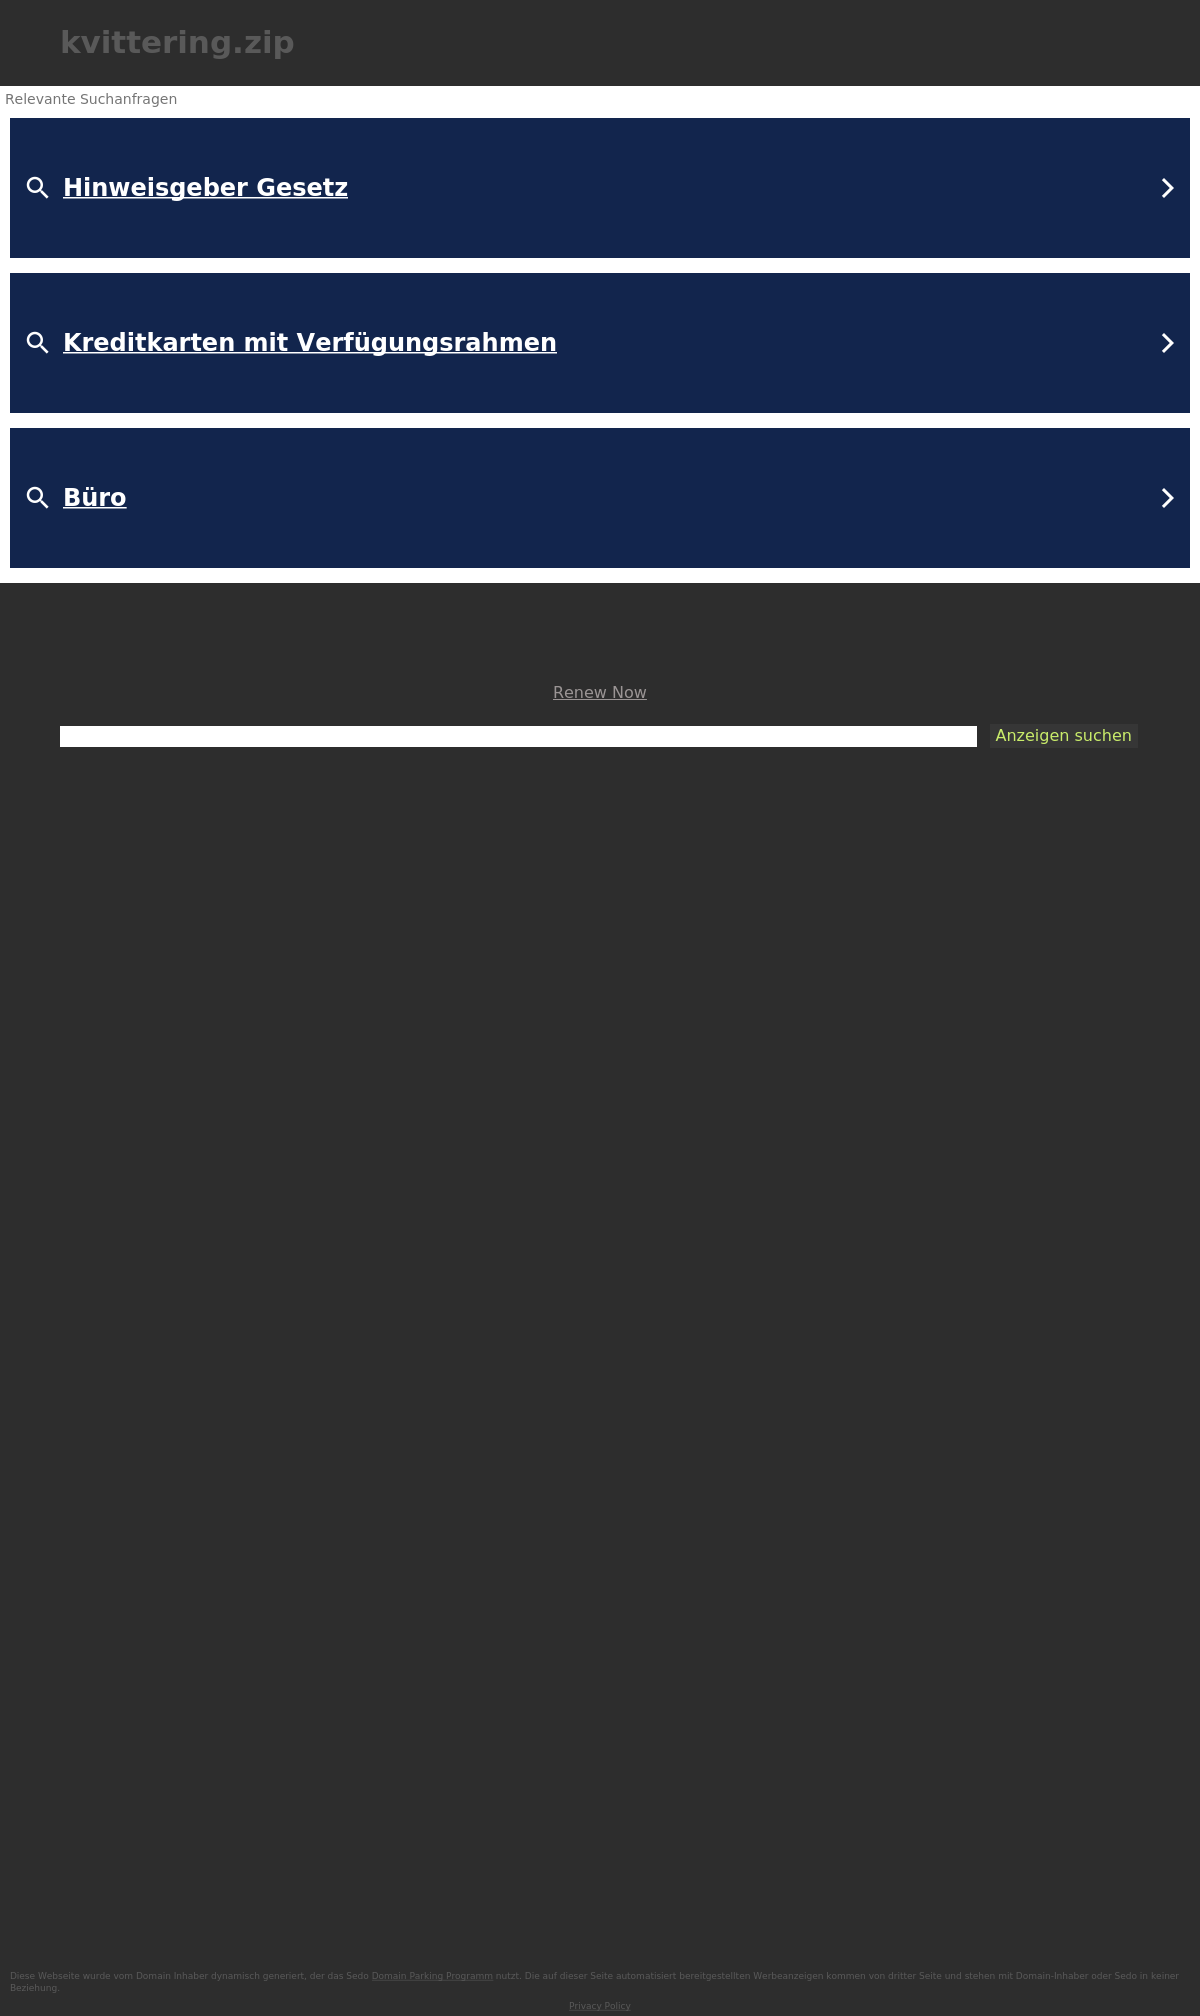 kvittering.zip
Relevante Suchanfragen
Hinweisgeber Gesetz
Kreditkarten mit Verfügungsrahmen
Büro
Renew Now
Anzeigen suchen
Diese Webseite wurde vom Domain Inhaber dynamisch generiert, der das Sedo Domain Parking Programm nutzt. Die auf dieser Seite automatisiert bereitgestellten Werbeanzeigen kommen von dritter Seite und stehen mit Domain-Inhaber oder Sedo in keiner
Beziehung.
Privacy Policy